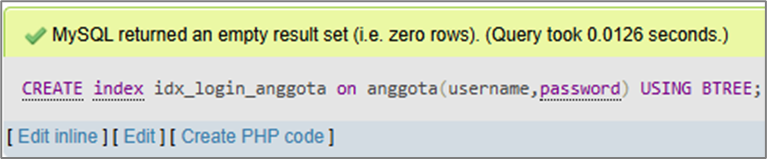 MySQL returned an empty result set (i.e. zero rows). (Query took 0.0126 seconds.)
CREATE index idx_login_anggota on anggota(username,password) USING BTREE;
[ Edit inline ] [ Edit ] [ Create PHP code ]